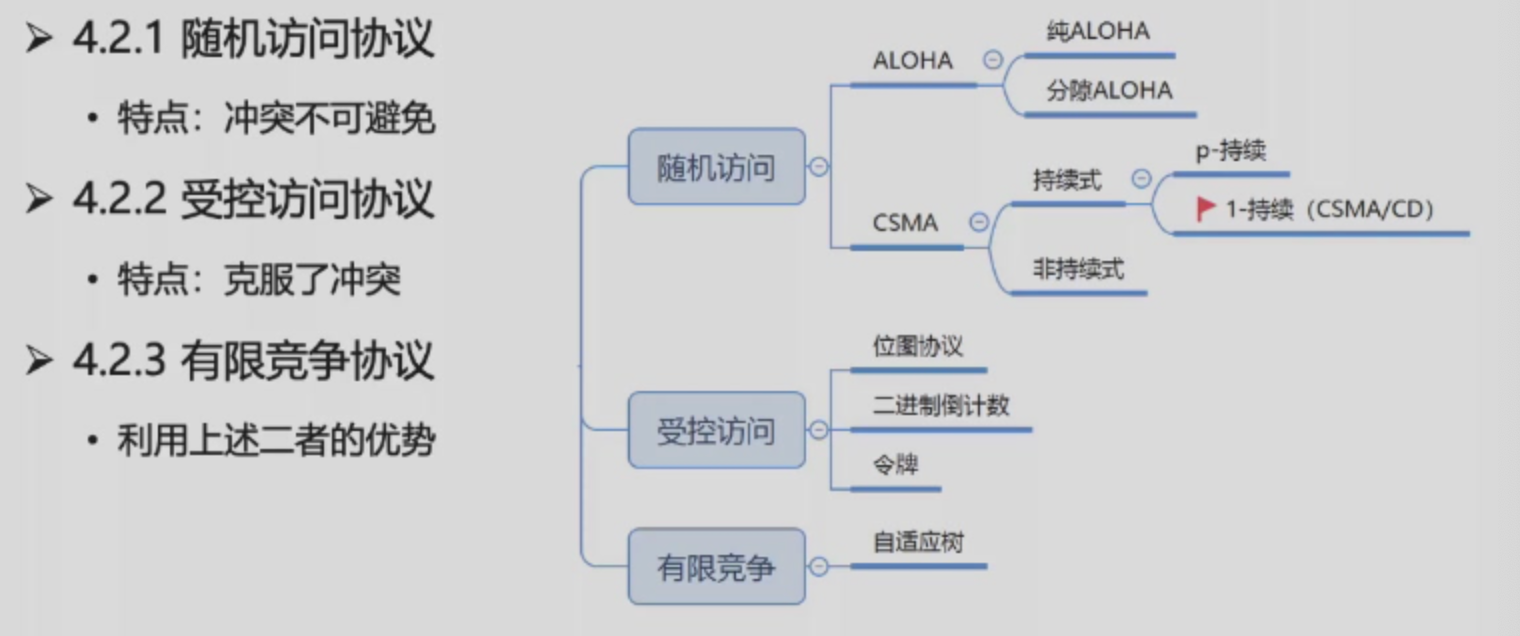 4.2.1 随机访问协议
• 特点：冲突不可避免
4.2.2 受控访问协议
• 特点：克服了冲突
4.2.3 有限竞争协议
• 利用上述二者的优势
随机访问
ALOHA
纯ALOHA
分隙ALOHA
CSMA
持续式
p-持续
1-持续（CSMA/CD）
非持续式
受控访问
位图协议
二进制倒计数
令牌
有限竞争
自适应树